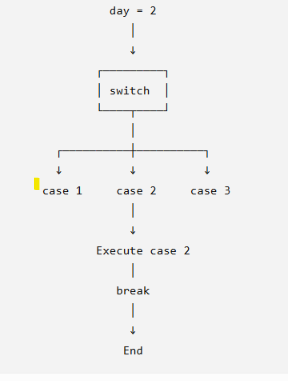 day = 2
switch
case 1 case 2 case 3
Execute case 2
break
End